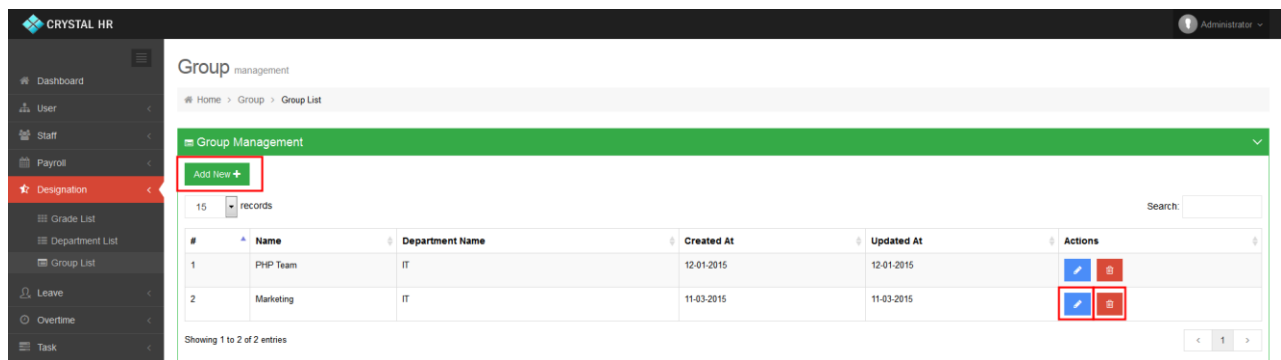 CRYSTAL HR
Administrator
Dashboard
User
Staff
Payroll
Designation
Grade List
Department List
Group List
Leave
Overtime
Task
Group management
Home > Group > Group List
Group Management
Add New +
15 records
Search:
# Name Department Name Created At Updated At Actions
1 PHP Team IT 12-01-2015 12-01-2015
2 Marketing IT 11-03-2015 11-03-2015
Showing 1 to 2 of 2 entries
< 1 >